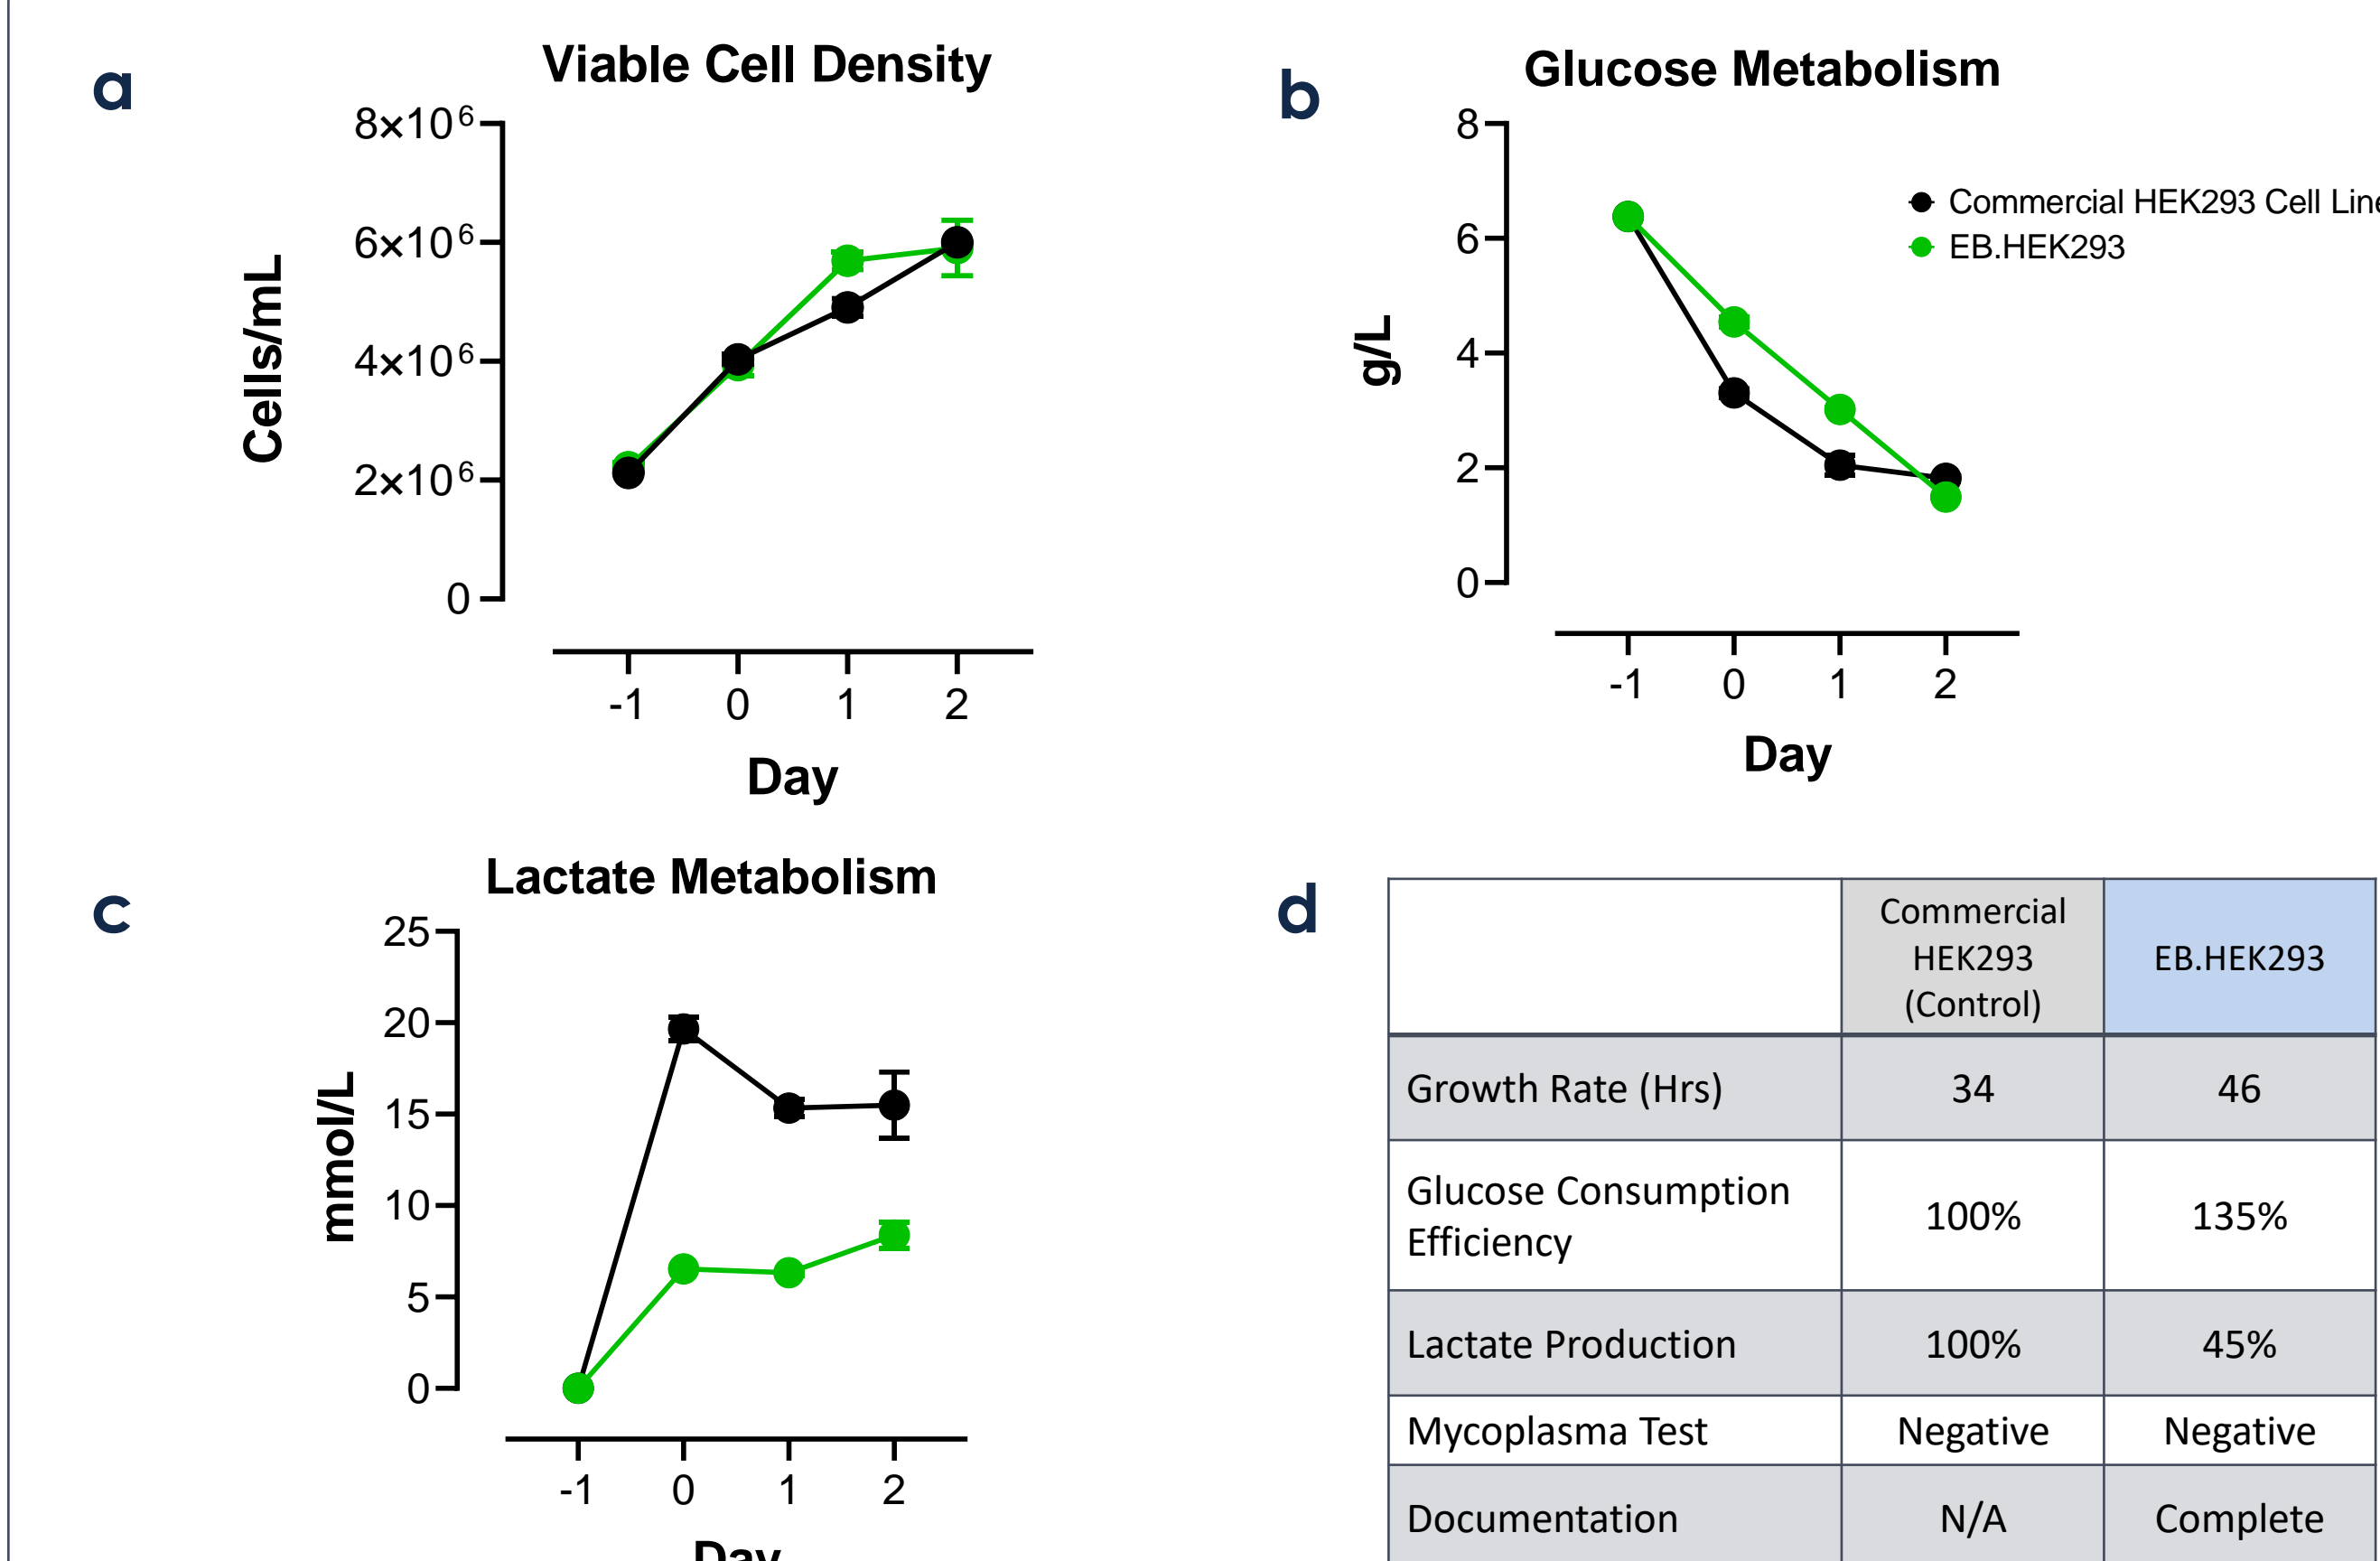 a
Viable Cell Density
8×10⁶
6×10⁶
4×10⁶
2×10⁶
0
Cells/mL
-1 0 1 2
Day
b
Glucose Metabolism
8
6
4
2
0
g/L
Commercial HEK293 Cell Line
EB.HEK293
-1 0 1 2
Day
c
Lactate Metabolism
25
20
15
10
5
0
mmol/L
-1 0 1 2
Day
d
Commercial
HEK293
(Control)
EB.HEK293
Growth Rate (Hrs) 34 46
Glucose Consumption
Efficiency
100% 135%
Lactate Production 100% 45%
Mycoplasma Test Negative Negative
Documentation N/A Complete